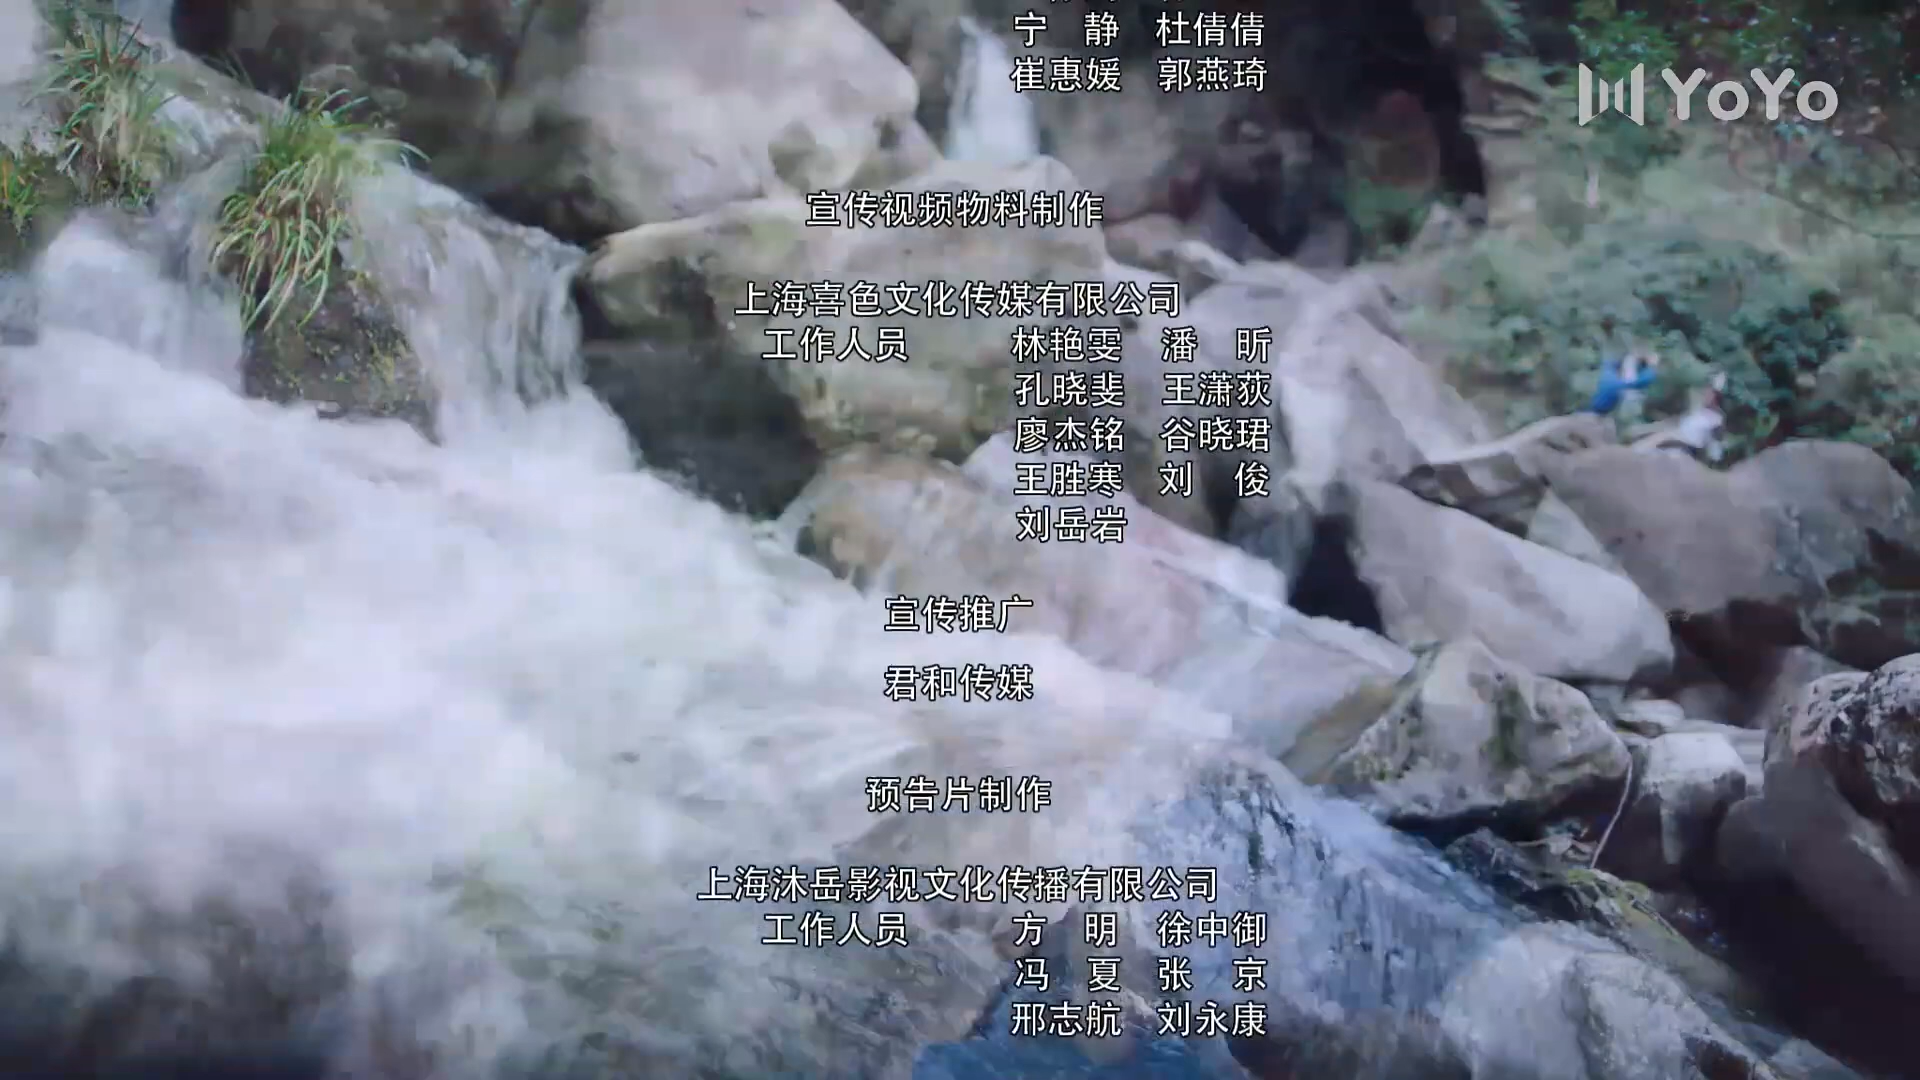 宁 静 杜倩倩
崔惠媛 郭燕琦
YoYo
宣传视频物料制作
上海喜色文化传媒有限公司
工作人员 林艳雯 潘 昕
孔晓斐 王潇荻
廖杰铭 谷晓珺
王胜寒 刘 俊
刘岳岩
宣传推广
君和传媒
预告片制作
上海沐岳影视文化传播有限公司
工作人员 方 明 徐中御
冯 夏 张 京
邢志航 刘永康